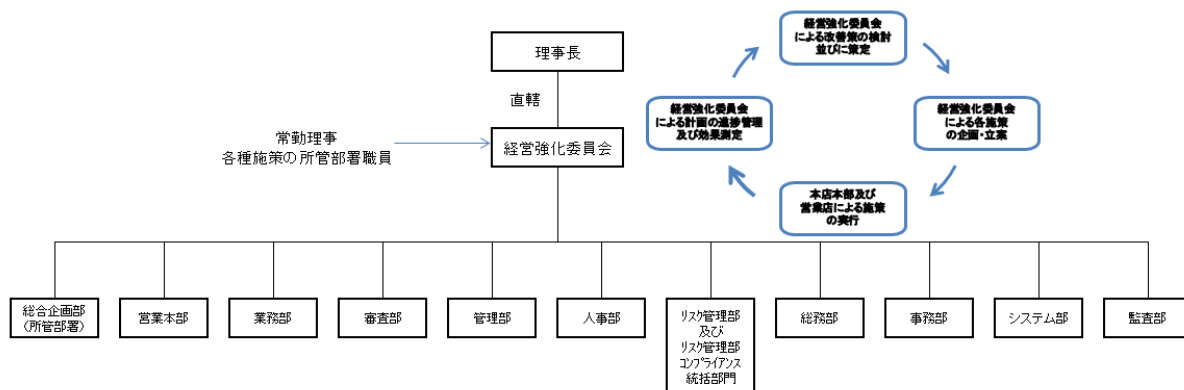 理事長
直轄
常勤理事
各種施策の所管部署職員
経営強化委員会
経営強化委員会
による改善策の検討
並びに策定
経営強化委員会
による計画の進捗管理
及び効果測定
経営強化委員会
による各施策
の企画・立案
本店本部及び
営業店による施策
の実行
総合企画部
(所管部署)
営業本部
業務部
審査部
管理部
人事部
リスク管理部
及び
リスク管理部
コンプライアンス
統括部門
総務部
事務部
システム部
監査部